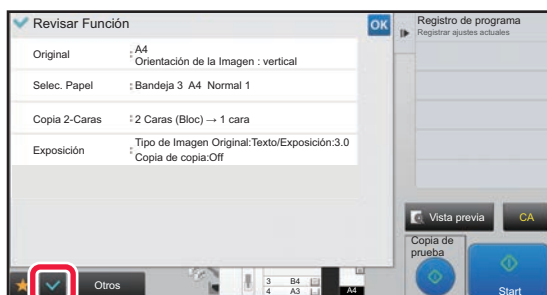 Revisar Función
OK
Original : A4
Orientación de la Imagen : vertical
Selec. Papel : Bandeja 3 A4 Normal 1
Copia 2-Caras : 2 Caras (Bloc) → 1 cara
Exposición : Tipo de Imagen Original:Texto/Exposición:3.0
Copia de copia:Off
Otros
3 B4
4 A3
A4
Registro de programa
Registrar ajustes actuales
Vista previa
CA
Copia de
prueba
Start